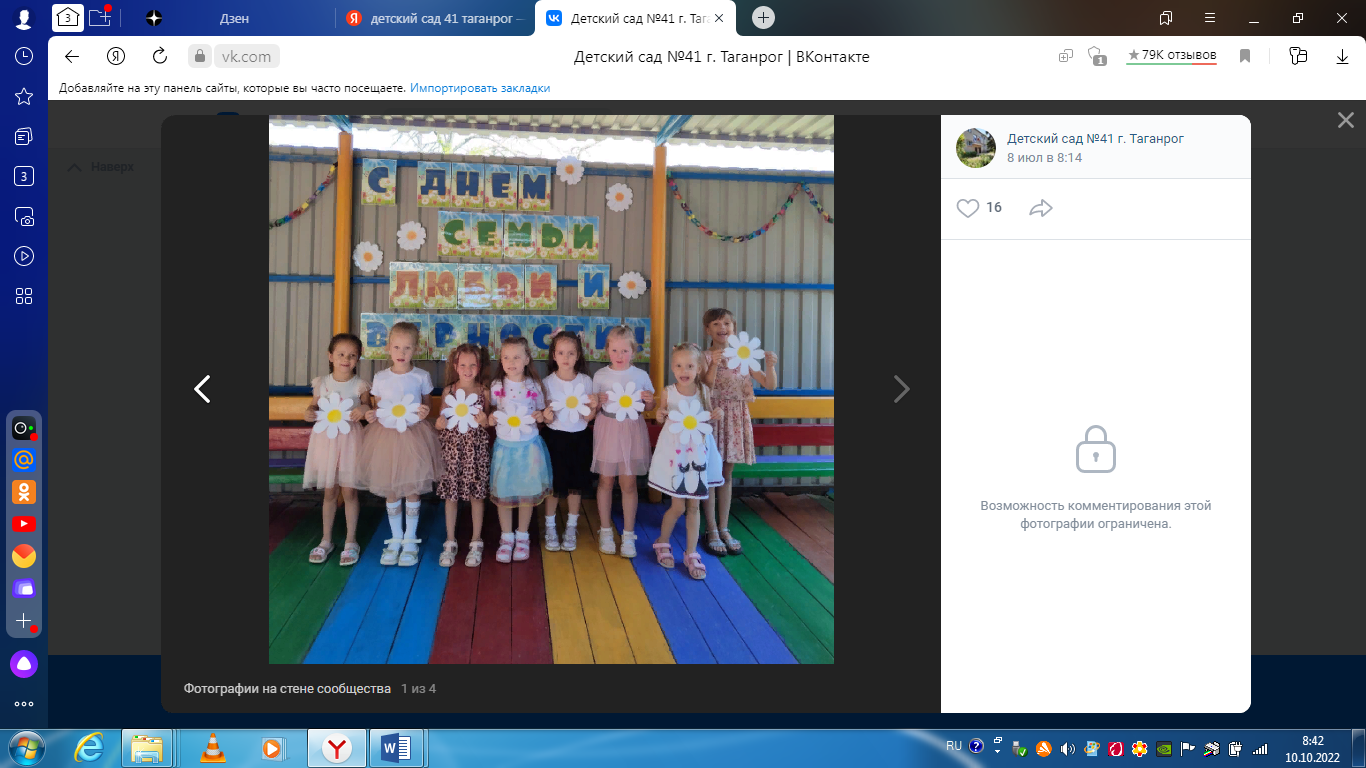 3
Дзен
детский сад 41 таганрог –
Детский сад №41 г. Тага
vk.com
Детский сад №41 г. Таганрог | ВКонтакте
1
79K отзывов
Добавляйте на эту панель сайты, которые вы часто посещаете. Импортировать закладки
3
Наверх
С ДНЕМ
СЕМЬИ
ЛЮБВИ И
ВЕРНОСТИ!
Детский сад №41 г. Таганрог
8 июл в 8:14
16
Возможность комментирования этой
фотографии ограничена.
Фотографии на стене сообщества 1 из 4
RU
8:42
10.10.2022